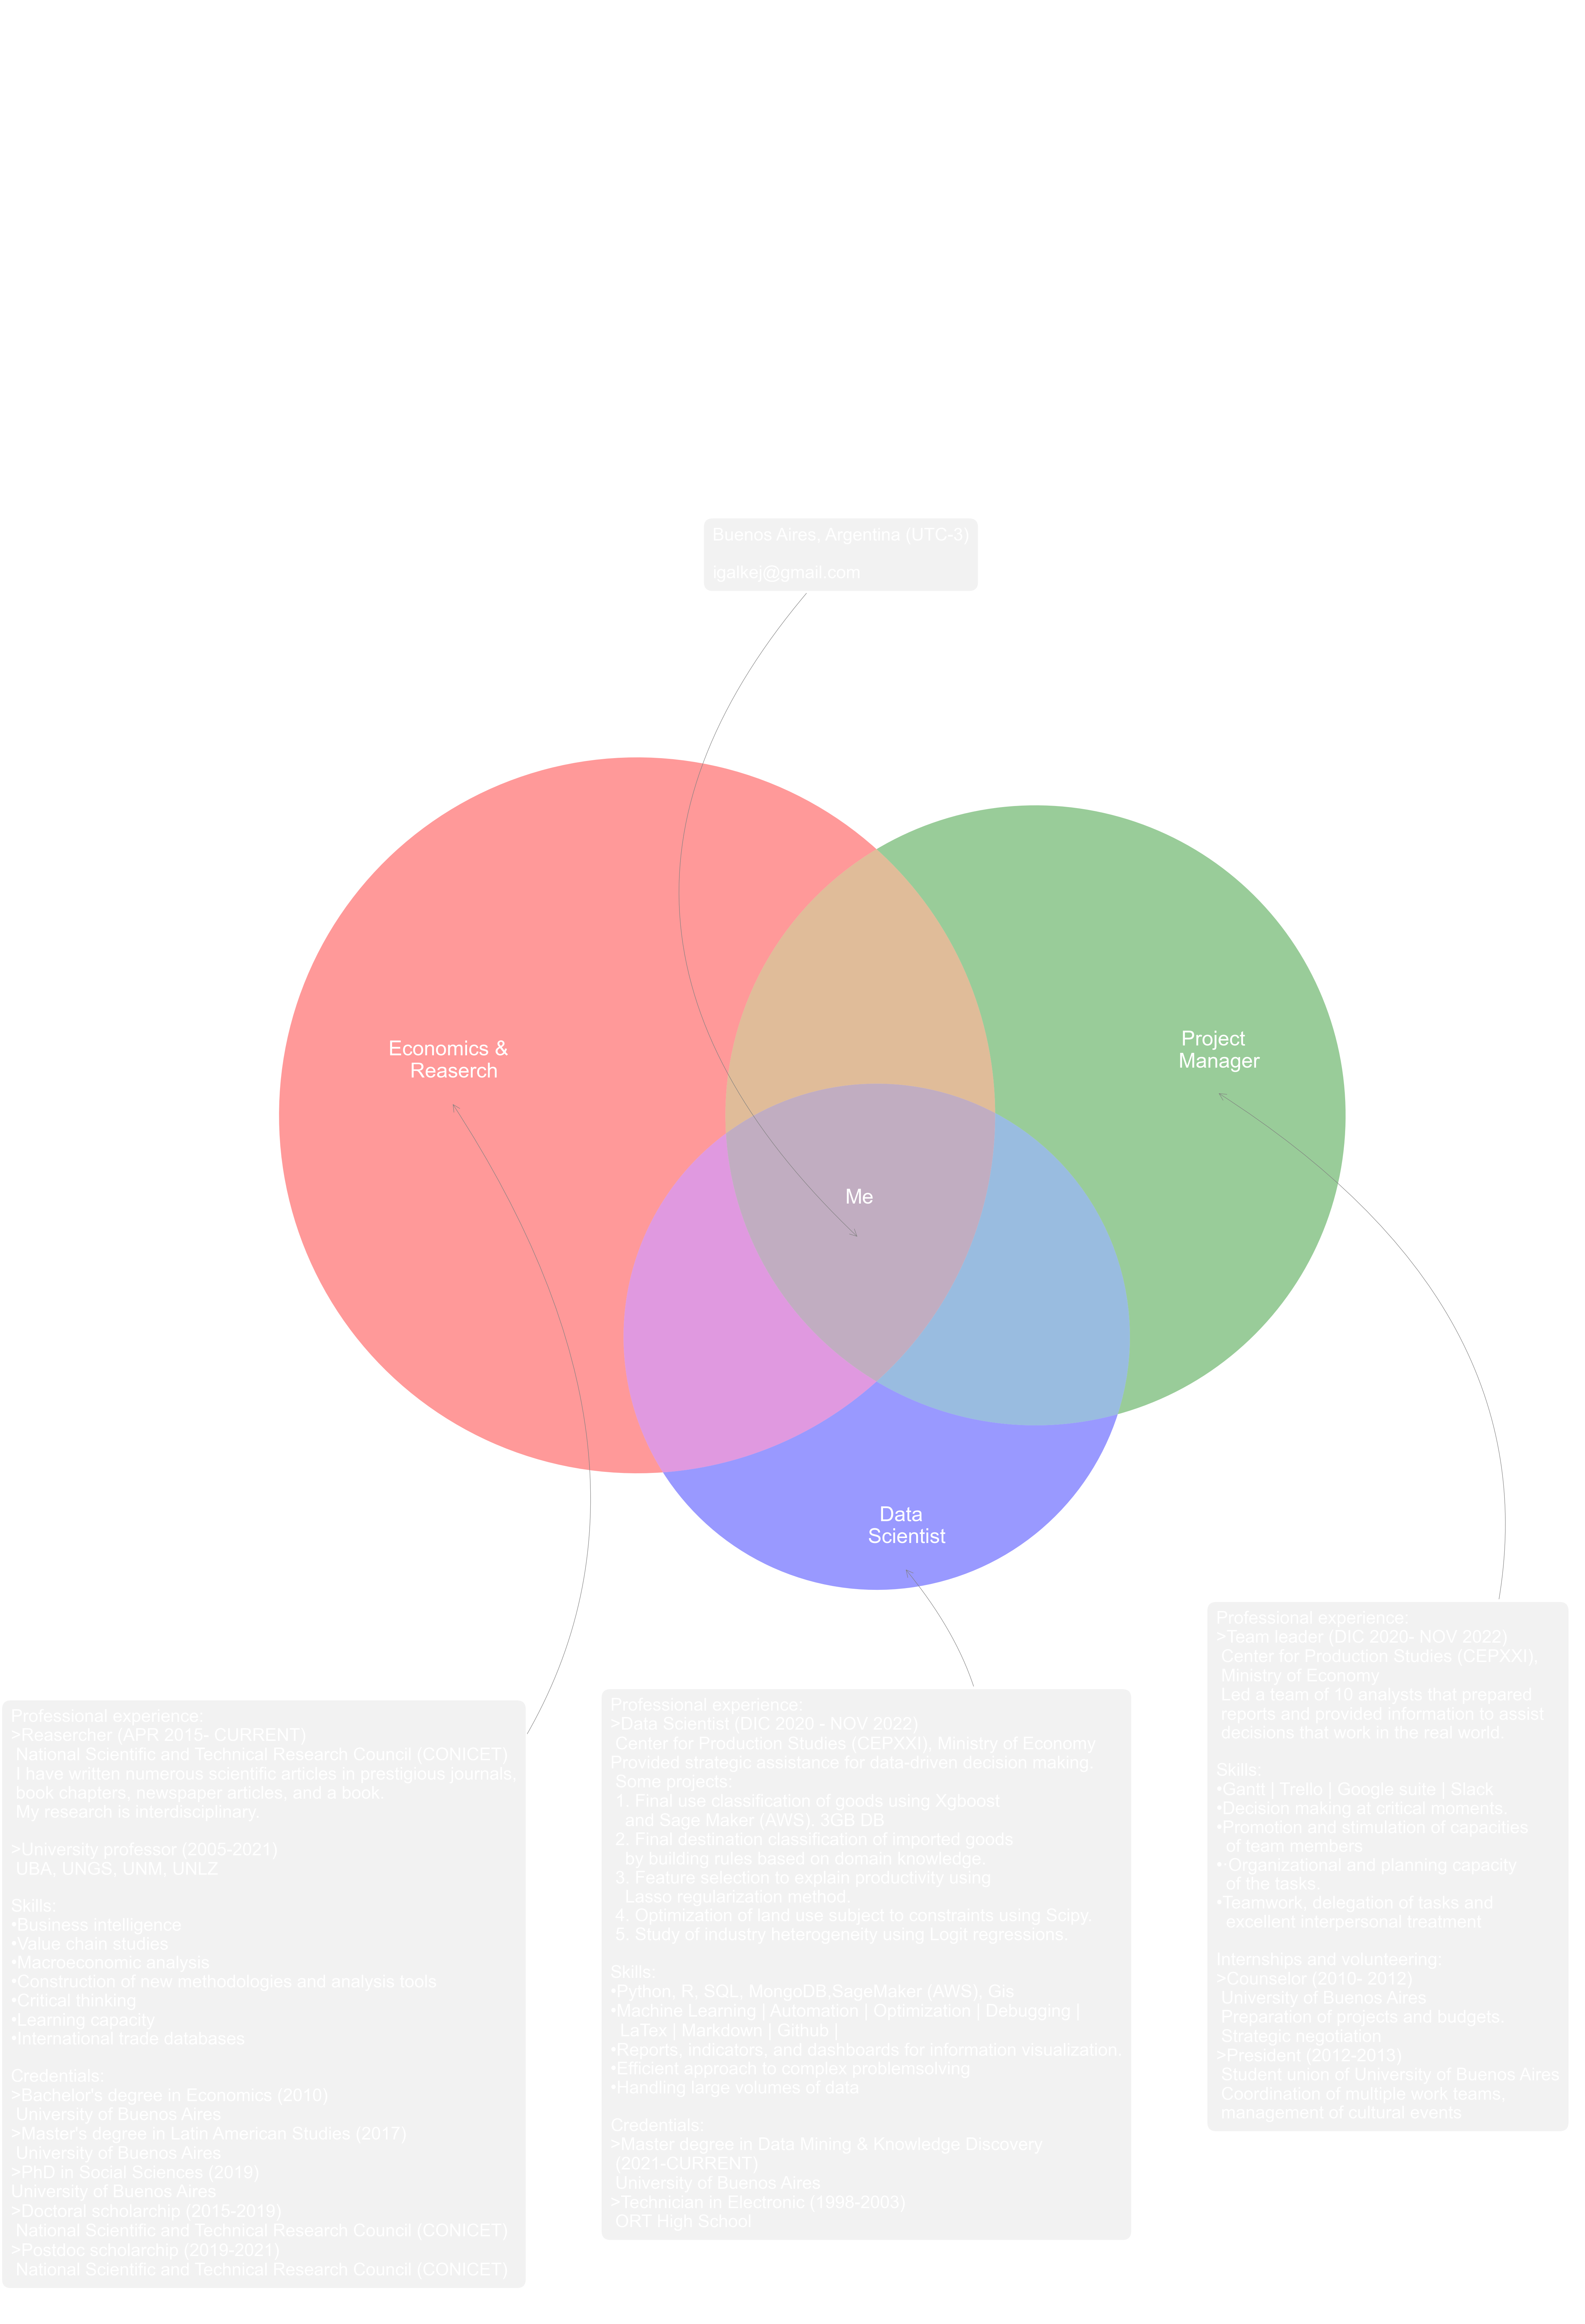 Buenos Aires, Argentina (UTC-3)
igalkej@gmail.com
Economics &
Reaserch
Project
Manager
Me
Data
Scientist
Professional experience:
>Reasercher (APR 2015- CURRENT)
National Scientific and Technical Research Council (CONICET)
I have written numerous scientific articles in prestigious journals,
book chapters, newspaper articles, and a book.
My research is interdisciplinary.
>University professor (2005-2021)
UBA, UNGS, UNM, UNLZ
Skills:
•Business intelligence
•Value chain studies
•Macroeconomic analysis
•Construction of new methodologies and analysis tools
•Critical thinking
•Learning capacity
•International trade databases
Credentials:
>Bachelor's degree in Economics (2010)
University of Buenos Aires
>Master's degree in Latin American Studies (2017)
University of Buenos Aires
>PhD in Social Sciences (2019)
University of Buenos Aires
>Doctoral scholarchip (2015-2019)
National Scientific and Technical Research Council (CONICET)
>Postdoc scholarchip (2019-2021)
National Scientific and Technical Research Council (CONICET)
Professional experience:
>Data Scientist (DIC 2020 - NOV 2022)
Center for Production Studies (CEPXXI), Ministry of Economy
Provided strategic assistance for data-driven decision making.
Some projects:
1. Final use classification of goods using Xgboost
and Sage Maker (AWS). 3GB DB
2. Final destination classification of imported goods
by building rules based on domain knowledge.
3. Feature selection to explain productivity using
Lasso regularization method.
4. Optimization of land use subject to constraints using Scipy.
5. Study of industry heterogeneity using Logit regressions.
Skills:
•Python, R, SQL, MongoDB,SageMaker (AWS), Gis
•Machine Learning | Automation | Optimization | Debugging |
LaTex | Markdown | Github |
•Reports, indicators, and dashboards for information visualization.
•Efficient approach to complex problemsolving
•Handling large volumes of data
Credentials:
>Master degree in Data Mining & Knowledge Discovery
(2021-CURRENT)
University of Buenos Aires
>Technician in Electronic (1998-2003)
ORT High School
Professional experience:
>Team leader (DIC 2020- NOV 2022)
Center for Production Studies (CEPXXI),
Ministry of Economy
Led a team of 10 analysts that prepared
reports and provided information to assist
decisions that work in the real world.
Skills:
•Gantt | Trello | Google suite | Slack
•Decision making at critical moments.
•Promotion and stimulation of capacities
of team members
• Organizational and planning capacity
of the tasks.
•Teamwork, delegation of tasks and
excellent interpersonal treatment
Internships and volunteering:
>Counselor (2010- 2012)
University of Buenos Aires
Preparation of projects and budgets.
Strategic negotiation
>President (2012-2013)
Student union of University of Buenos Aires
Coordination of multiple work teams,
management of cultural events